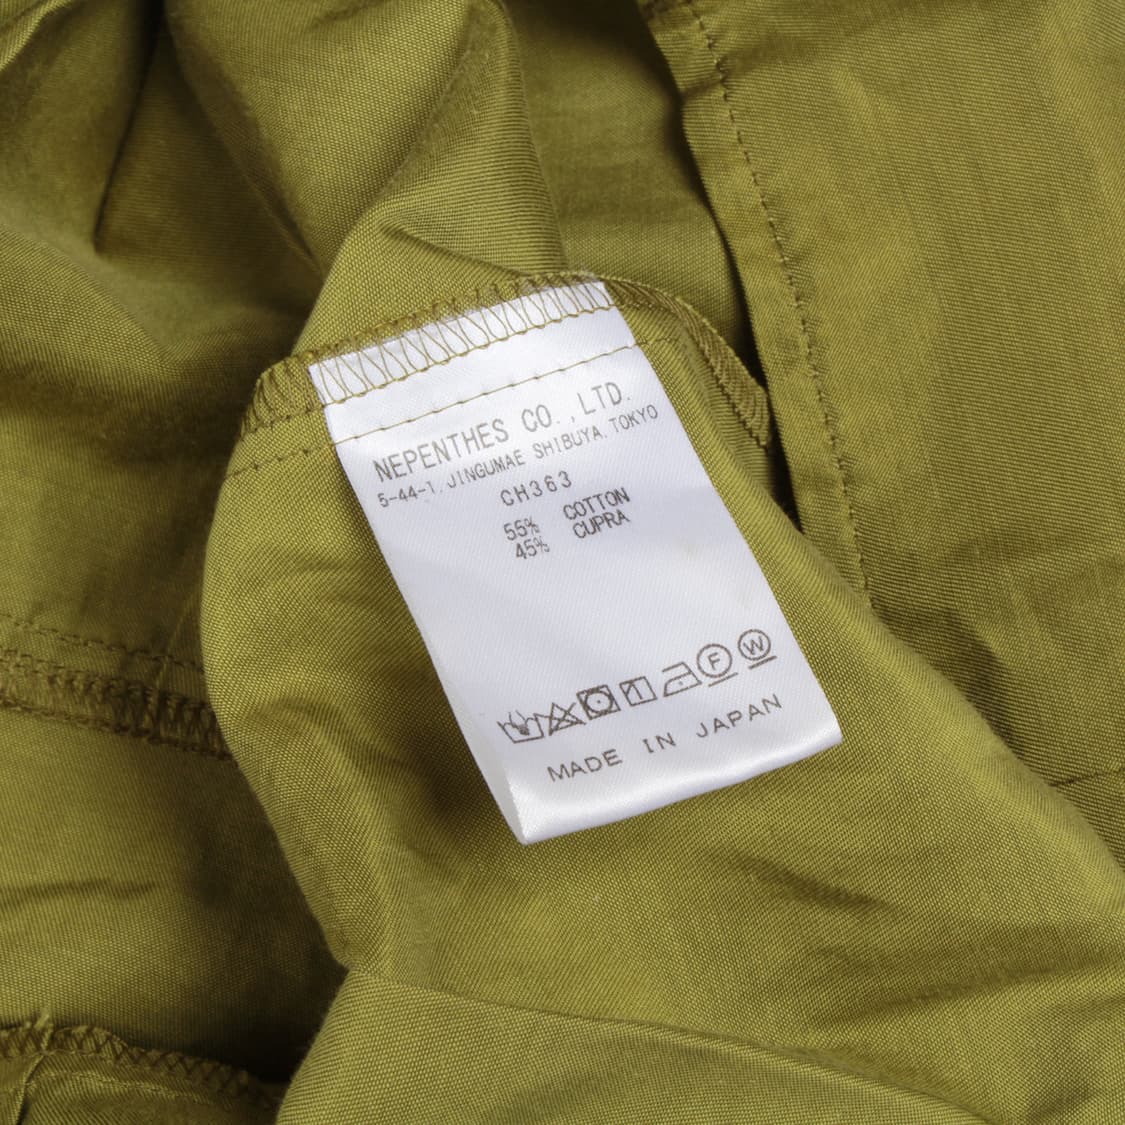 NEPENTHES CO.,LTD.
5-44-1, JINGUMAE SHIBUYA, TOKYO
CH363
55% COTTON
45% CUPRA
F W
MADE IN JAPAN